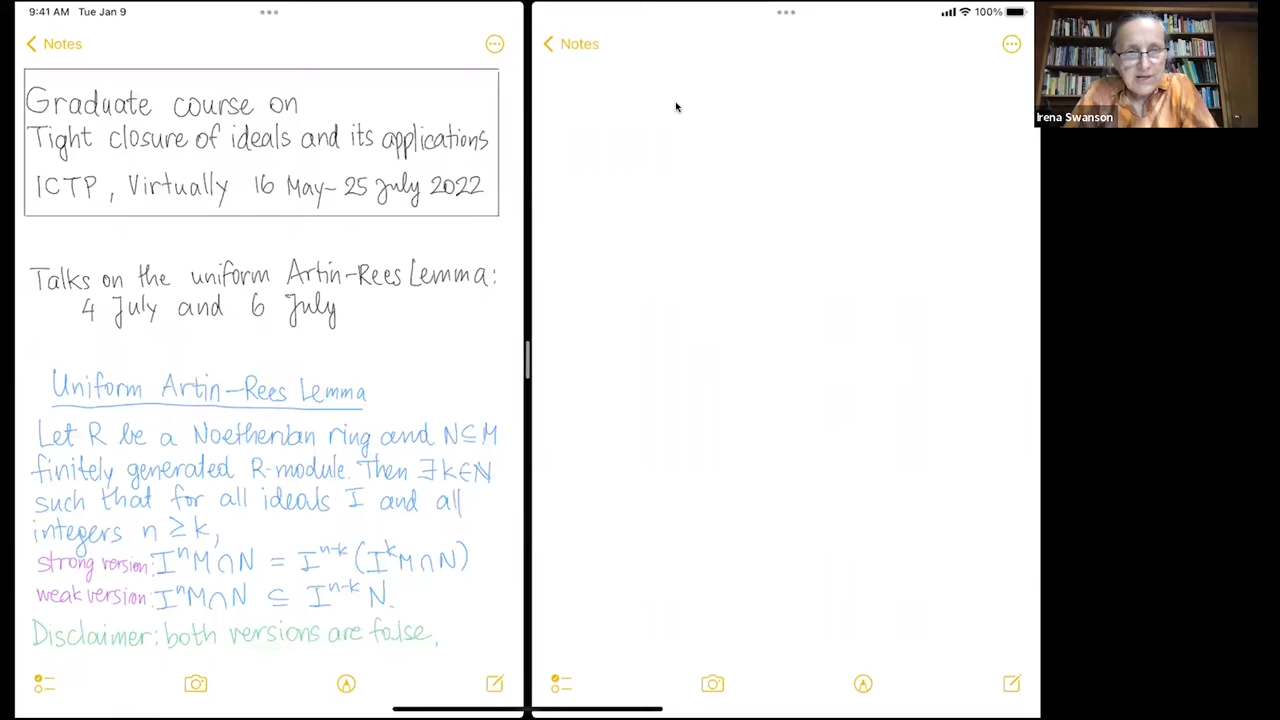 9:41 AM Tue Jan 9
100%
Notes
Notes
Irena Swanson
Graduate course on
Tight closure of ideals and its applications
ICTP, Virtually 16 May-25 July 2022
Talks on the uniform Artin-Rees Lemma:
4 July and 6 July
Uniform Artin-Rees Lemma
Let R be a Noetherian ring and N⊆M
finitely generated R-module. Then ∃k∈ℕ
such that for all ideals I and all
integers n ≥ k,
strong version: IⁿM∩N = Iⁿ⁻ᵏ(IᵏM∩N)
weak version: IⁿM∩N ⊆ Iⁿ⁻ᵏN.
Disclaimer: both versions are false.